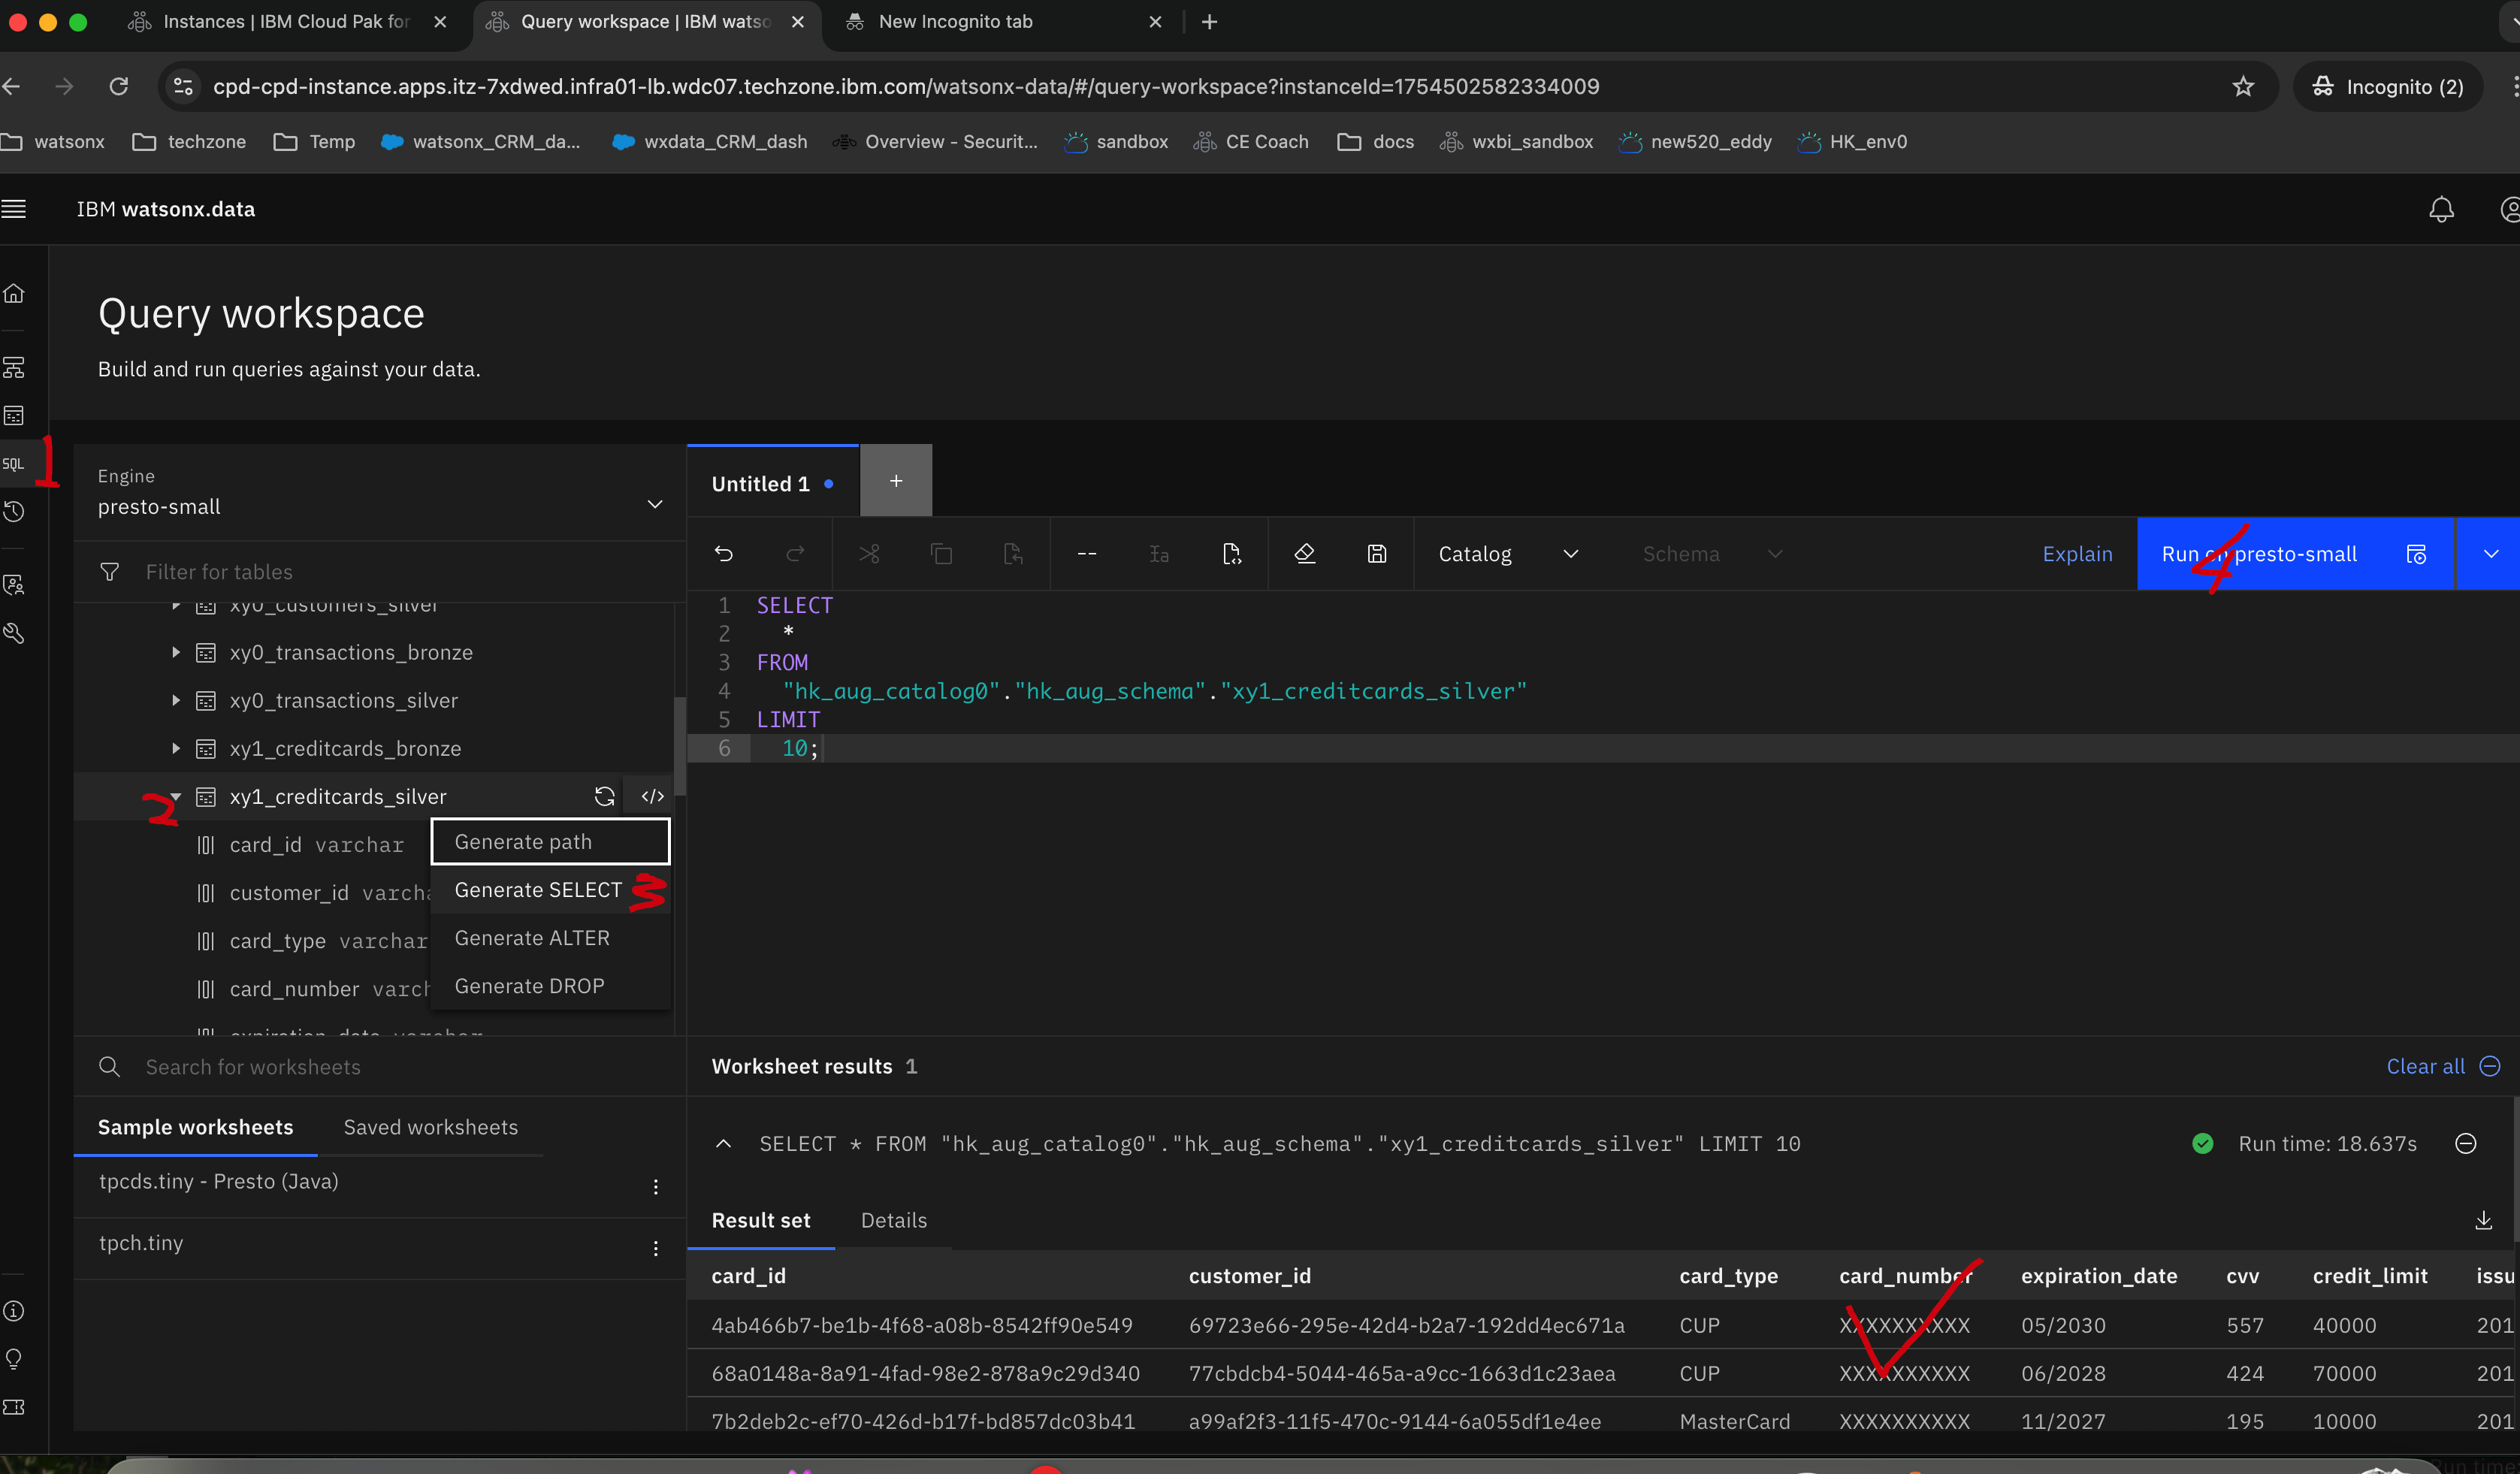 Instances | IBM Cloud Pak for
Query workspace | IBM watso
New Incognito tab
cpd-cpd-instance.apps.itz-7xdwed.infra01-lb.wdc07.techzone.ibm.com/watsonx-data/#/query-workspace?instanceId=1754502582334009
Incognito (2)
watsonx
techzone
Temp
watsonx_CRM_da...
wxdata_CRM_dash
Overview - Securit...
sandbox
CE Coach
docs
wxbi_sandbox
new520_eddy
HK_env0
IBM watsonx.data
Query workspace
Build and run queries against your data.
SQL
1
Engine
presto-small
Filter for tables
xy0_customers_silver
xy0_transactions_bronze
xy0_transactions_silver
xy1_creditcards_bronze
2
xy1_creditcards_silver
</>
card_id varchar
customer_id varcha
card_type varchar
card_number varch
expiration_date varchar
Generate path
Generate SELECT
3
Generate ALTER
Generate DROP
Untitled 1
+
--
Catalog
Schema
Explain
Run on presto-small
4
1 SELECT
2 *
3 FROM
4 "hk_aug_catalog0"."hk_aug_schema"."xy1_creditcards_silver"
5 LIMIT
6 10;
Search for worksheets
Sample worksheets
Saved worksheets
tpcds.tiny - Presto (Java)
tpch.tiny
Worksheet results 1
Clear all
SELECT * FROM "hk_aug_catalog0"."hk_aug_schema"."xy1_creditcards_silver" LIMIT 10
Run time: 18.637s
Result set
Details
card_id customer_id card_type card_number expiration_date cvv credit_limit issu
4ab466b7-be1b-4f68-a08b-8542ff90e549 69723e66-295e-42d4-b2a7-192dd4ec671a CUP XXXXXXXXXX 05/2030 557 40000 201
68a0148a-8a91-4fad-98e2-878a9c29d340 77cbdcb4-5044-465a-a9cc-1663d1c23aea CUP XXXXXXXXXX 06/2028 424 70000 201
7b2deb2c-ef70-426d-b17f-bd857dc03b41 a99af2f3-11f5-470c-9144-6a055df1e4ee MasterCard XXXXXXXXXX 11/2027 195 10000 201